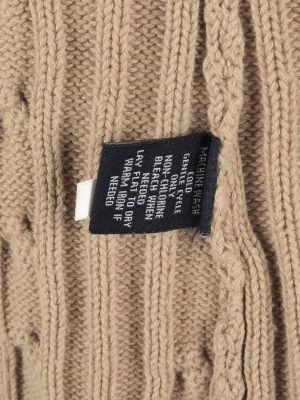 MACHINE WASH
COLD
GENTLE CYCLE
ONLY
NON-CHLORINE
BLEACH WHEN
NEEDED
LAY FLAT TO DRY
WARM IRON IF
NEEDED